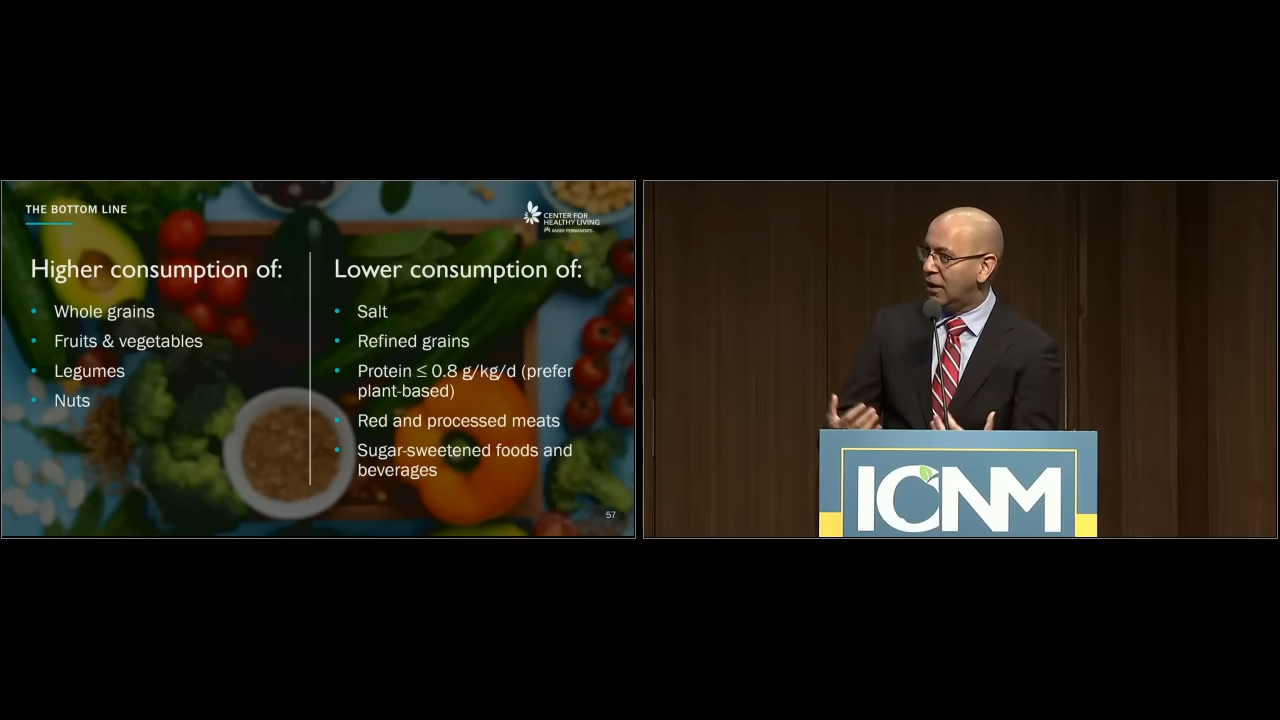 THE BOTTOM LINE
CENTER FOR
HEALTHY LIVING
KAISER PERMANENTE.
Higher consumption of:
• Whole grains
• Fruits & vegetables
• Legumes
• Nuts
Lower consumption of:
• Salt
• Refined grains
• Protein ≤ 0.8 g/kg/d (prefer
plant-based)
• Red and processed meats
• Sugar-sweetened foods and
beverages
57
ICNM